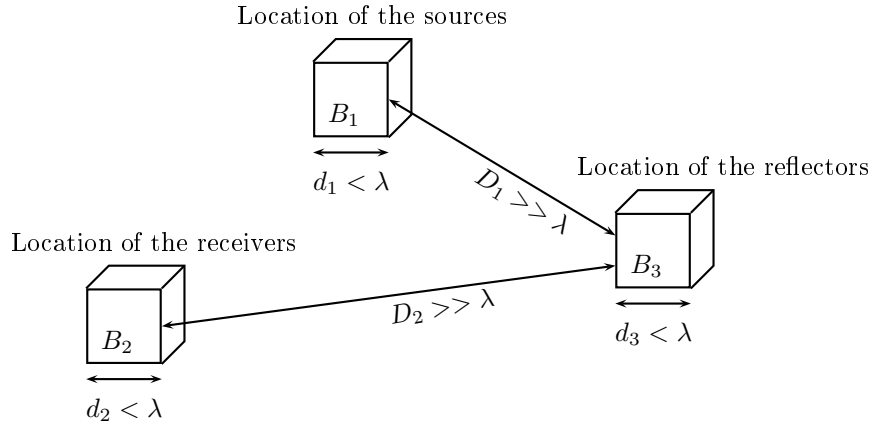 Location of the sources
B₁
d₁ < λ
D₁ >> λ
Location of the reflectors
B₃
d₃ < λ
Location of the receivers
B₂
D₂ >> λ
d₂ < λ